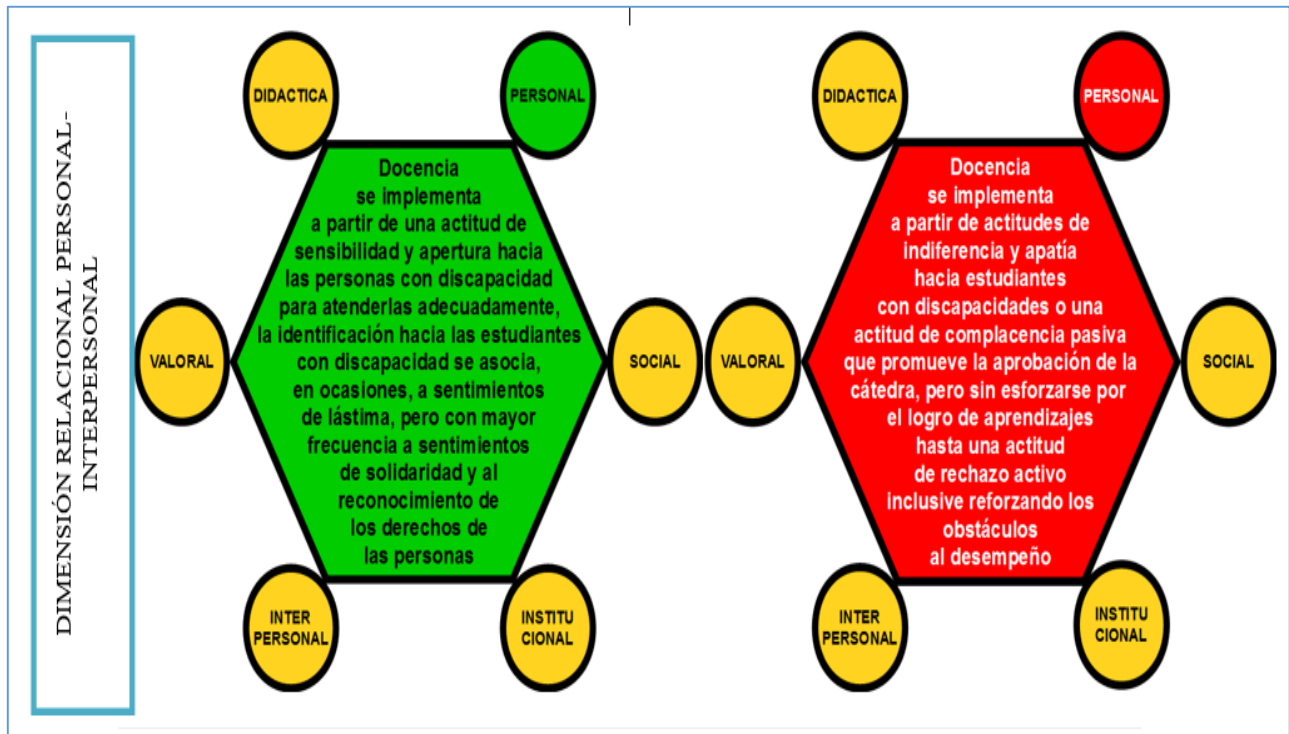 DIMENSIÓN RELACIONAL PERSONAL-
INTERPERSONAL
DIDACTICA
PERSONAL
Docencia
se implementa
a partir de una actitud de
sensibilidad y apertura hacia
las personas con discapacidad
para atenderlas adecuadamente,
la identificación hacia las estudiantes
con discapacidad se asocia,
en ocasiones, a sentimientos
de lástima, pero con mayor
frecuencia a sentimientos
de solidaridad y al
reconocimiento de
los derechos de
las personas
VALORAL
SOCIAL
INTER
PERSONAL
INSTITU
CIONAL
DIDACTICA
PERSONAL
Docencia
se implementa
a partir de actitudes de
indiferencia y apatía
hacia estudiantes
con discapacidades o una
actitud de complacencia pasiva
que promueve la aprobación de la
cátedra, pero sin esforzarse por
el logro de aprendizajes
hasta una actitud
de rechazo activo
inclusive reforzando los
obstáculos
al desempeño
VALORAL
SOCIAL
INTER
PERSONAL
INSTITU
CIONAL